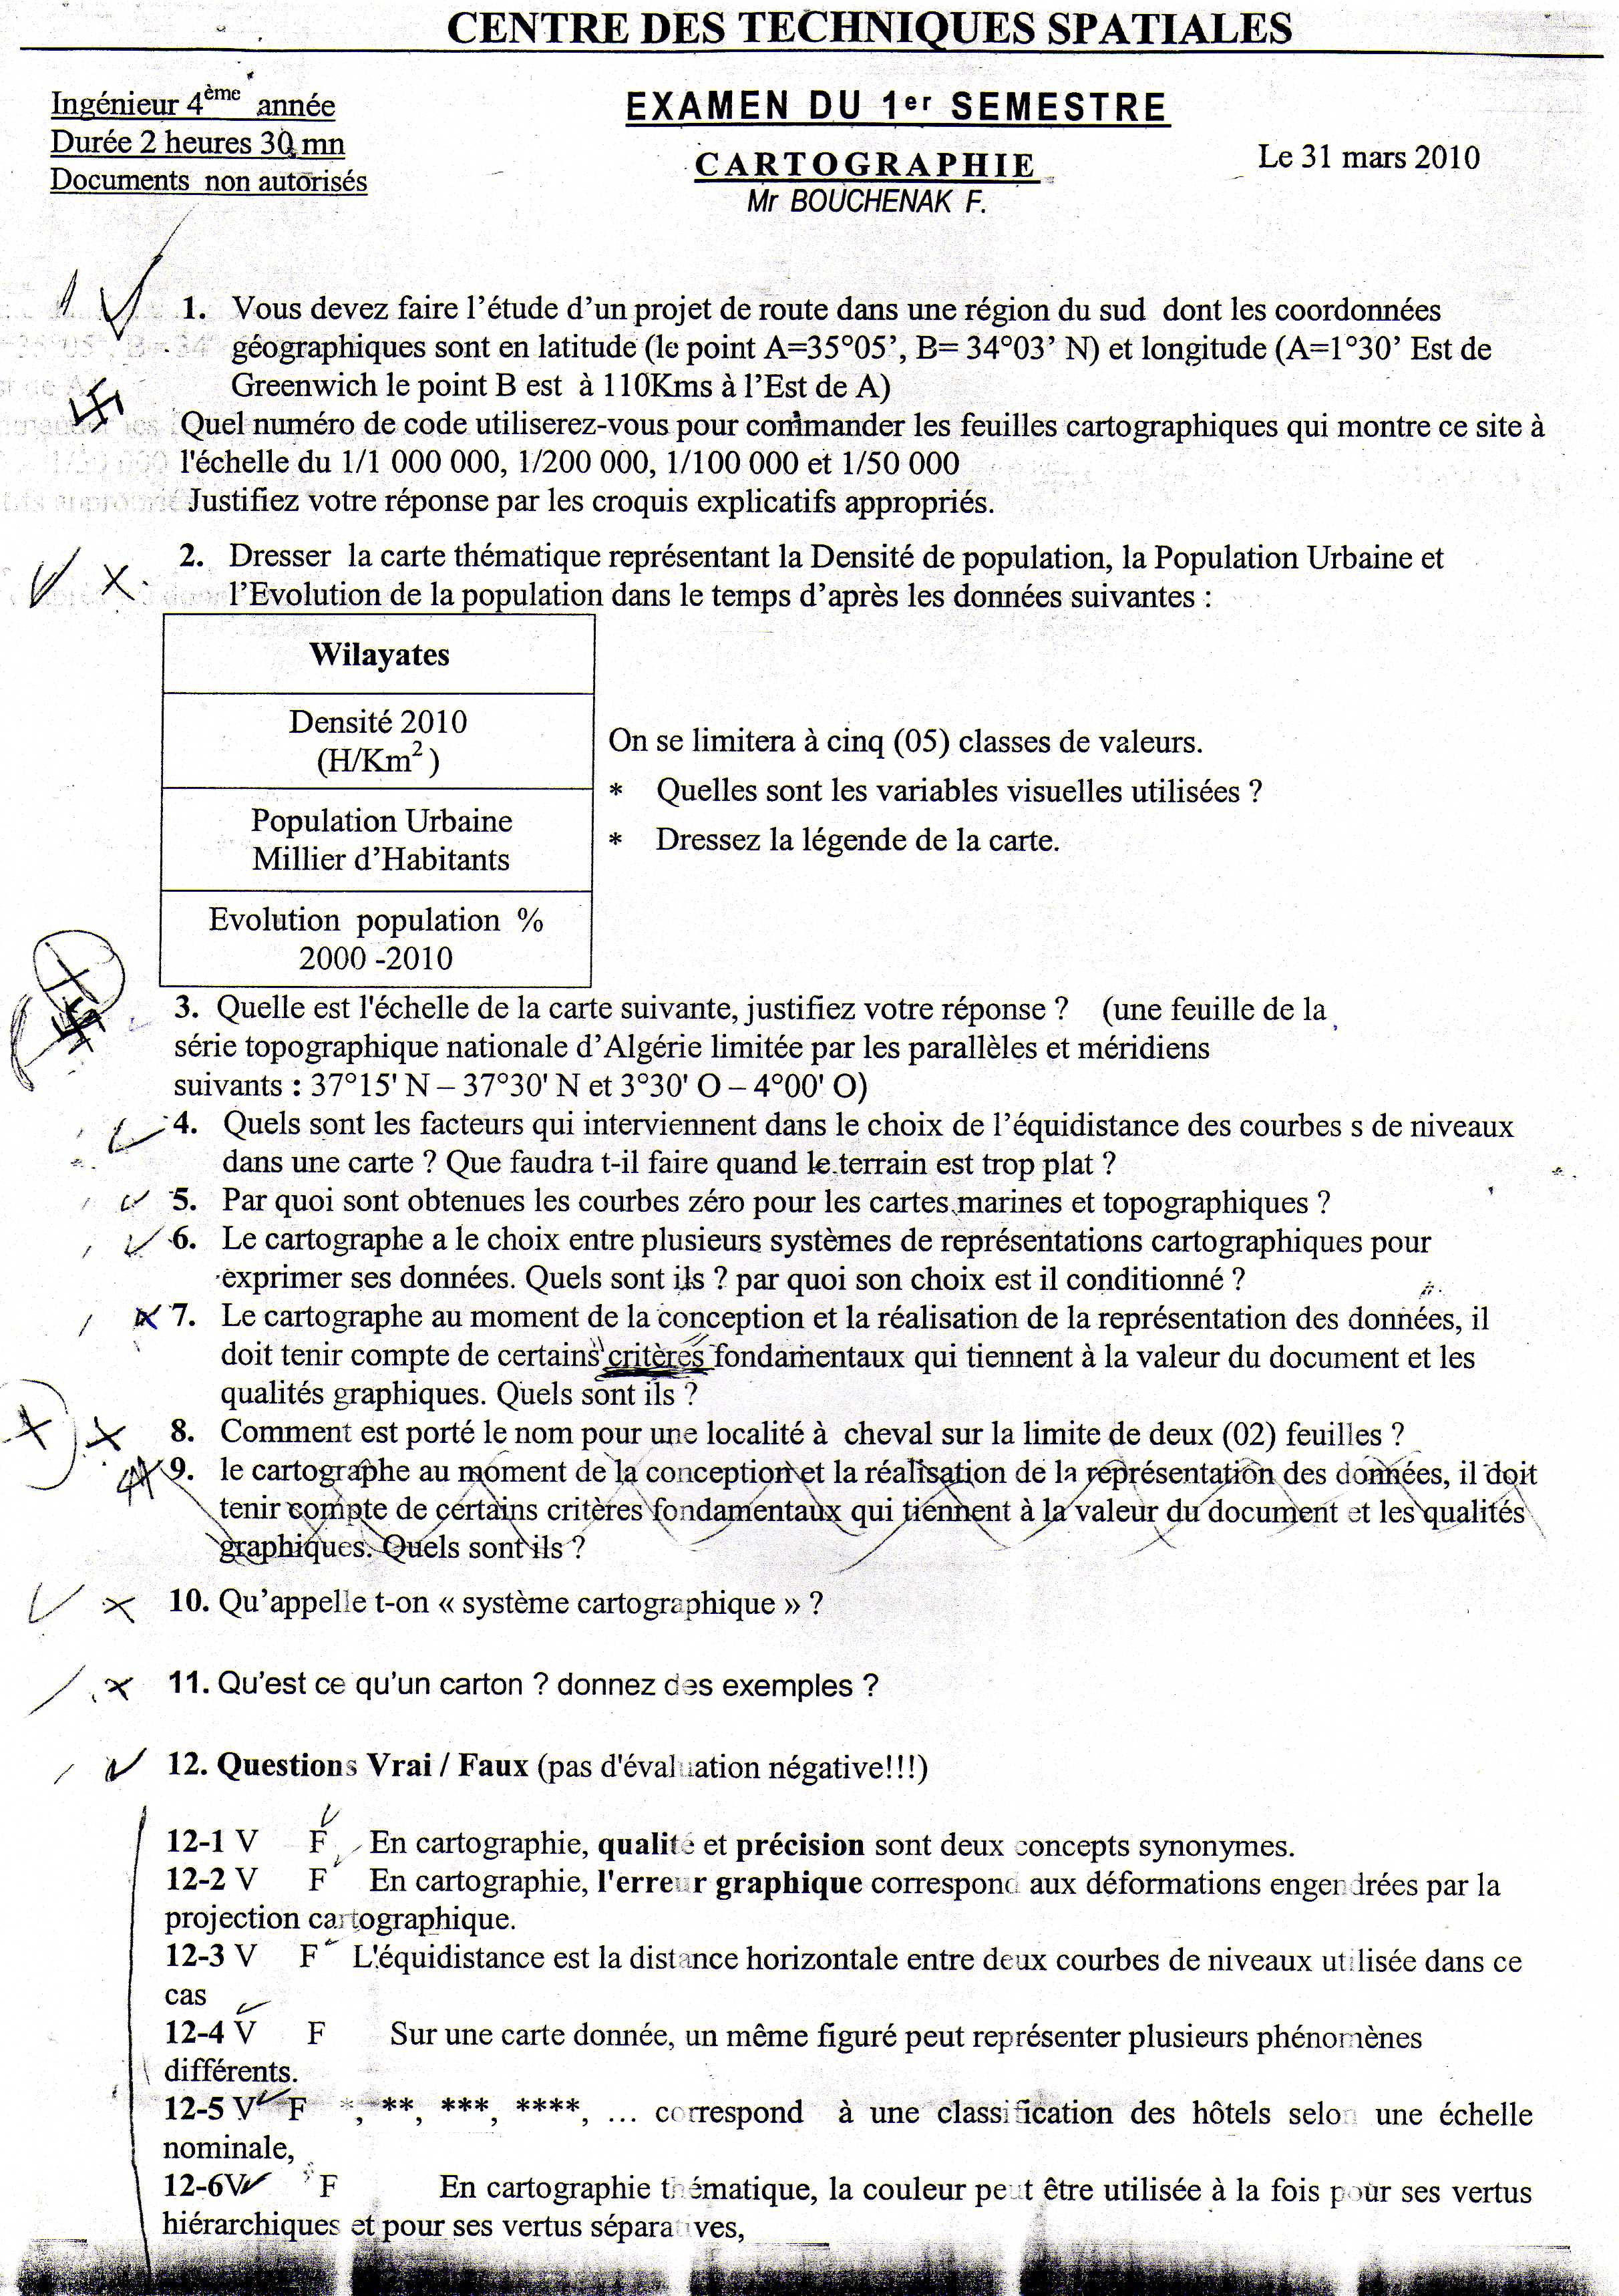 CENTRE DES TECHNIQUES SPATIALES
Ingénieur 4ème année
Durée 2 heures 30 mn
Documents non autorisés
EXAMEN DU 1er SEMESTRE
CARTOGRAPHIE
Mr BOUCHENAK F.
Le 31 mars 2010
1. Vous devez faire l'étude d'un projet de route dans une région du sud dont les coordonnées
géographiques sont en latitude (le point A=35°05', B= 34°03' N) et longitude (A=1°30' Est de
Greenwich le point B est à 110Kms à l'Est de A)
Quel numéro de code utiliserez-vous pour commander les feuilles cartographiques qui montre ce site à
l'échelle du 1/1 000 000, 1/200 000, 1/100 000 et 1/50 000
Justifiez votre réponse par les croquis explicatifs appropriés.
2. Dresser la carte thématique représentant la Densité de population, la Population Urbaine et
l'Evolution de la population dans le temps d'après les données suivantes :
Wilayates
Densité 2010
(H/Km2 )
Population Urbaine
Millier d'Habitants
Evolution population %
2000 -2010
On se limitera à cinq (05) classes de valeurs.
* Quelles sont les variables visuelles utilisées ?
* Dressez la légende de la carte.
3. Quelle est l'échelle de la carte suivante, justifiez votre réponse ? (une feuille de la
série topographique nationale d'Algérie limitée par les parallèles et méridiens
suivants : 37°15' N – 37°30' N et 3°30' O – 4°00' O)
4. Quels sont les facteurs qui interviennent dans le choix de l'équidistance des courbes s de niveaux
dans une carte ? Que faudra t-il faire quand le terrain est trop plat ?
5. Par quoi sont obtenues les courbes zéro pour les cartes marines et topographiques ?
6. Le cartographe a le choix entre plusieurs systèmes de représentations cartographiques pour
exprimer ses données. Quels sont ils ? par quoi son choix est il conditionné ?
7. Le cartographe au moment de la conception et la réalisation de la représentation des données, il
doit tenir compte de certains critères fondamentaux qui tiennent à la valeur du document et les
qualités graphiques. Quels sont ils ?
8. Comment est porté le nom pour une localité à cheval sur la limite de deux (02) feuilles ?
9. le cartographe au moment de la conception et la réalisation de la représentation des données, il doit
tenir compte de certains critères fondamentaux qui tiennent à la valeur du document et les qualités
graphiques. Quels sont ils ?
10. Qu'appelle t-on « système cartographique » ?
11. Qu'est ce qu'un carton ? donnez des exemples ?
12. Questions Vrai / Faux (pas d'évaluation négative!!!)
12-1 V F En cartographie, qualité et précision sont deux concepts synonymes.
12-2 V F En cartographie, l'erreur graphique correspond aux déformations engendrées par la
projection cartographique.
12-3 V F L'équidistance est la distance horizontale entre deux courbes de niveaux utilisée dans ce
cas
12-4 V F Sur une carte donnée, un même figuré peut représenter plusieurs phénomènes
différents.
12-5 V F *, **, ***, ****, ... correspond à une classification des hôtels selon une échelle
nominale,
12-6V F En cartographie thématique, la couleur peut être utilisée à la fois pour ses vertus
hiérarchiques et pour ses vertus séparatives,